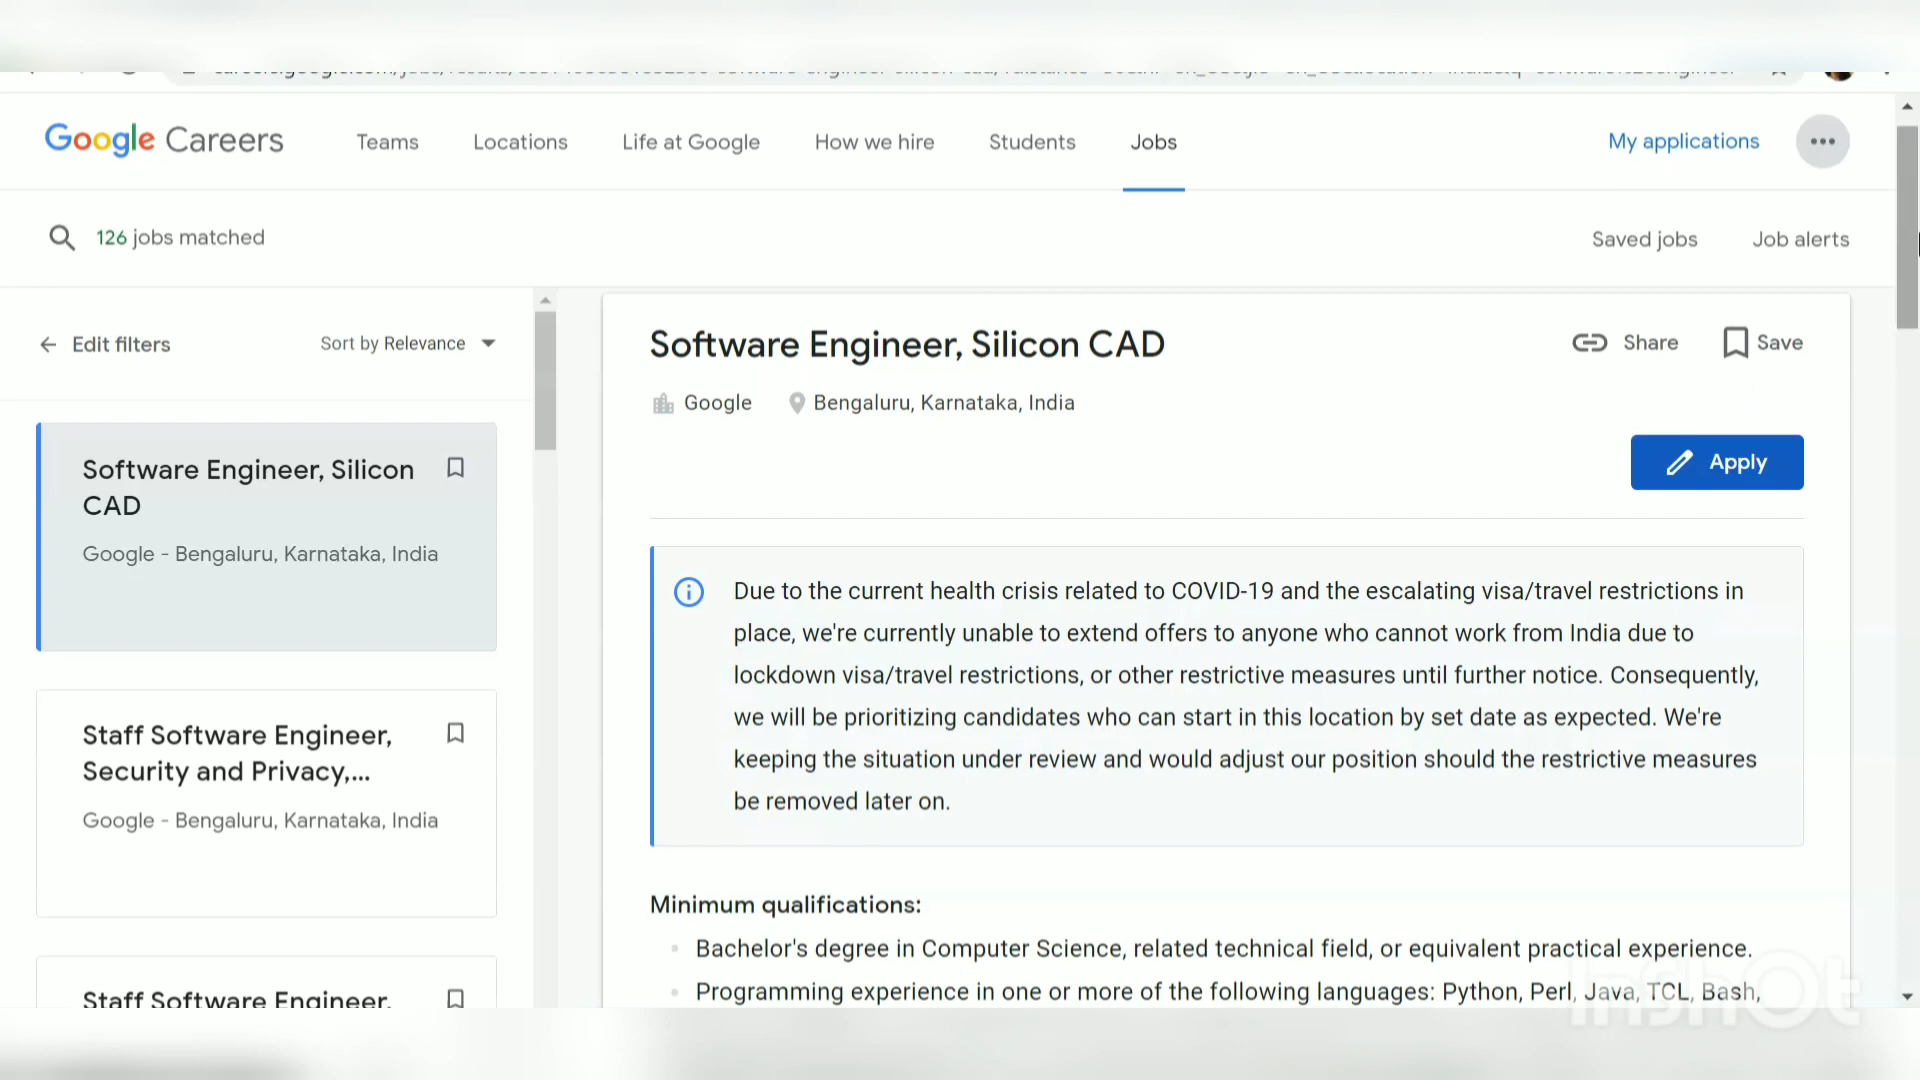 Google Careers
Teams
Locations
Life at Google
How we hire
Students
Jobs
My applications
126 jobs matched
Saved jobs
Job alerts
Edit filters
Sort by Relevance
Software Engineer, Silicon
CAD
Google - Bengaluru, Karnataka, India
Staff Software Engineer,
Security and Privacy,...
Google - Bengaluru, Karnataka, India
Staff Software Engineer,
Software Engineer, Silicon CAD
Share
Save
Google
Bengaluru, Karnataka, India
Apply
Due to the current health crisis related to COVID-19 and the escalating visa/travel restrictions in
place, we're currently unable to extend offers to anyone who cannot work from India due to
lockdown visa/travel restrictions, or other restrictive measures until further notice. Consequently,
we will be prioritizing candidates who can start in this location by set date as expected. We're
keeping the situation under review and would adjust our position should the restrictive measures
be removed later on.
Minimum qualifications:
Bachelor's degree in Computer Science, related technical field, or equivalent practical experience.
Programming experience in one or more of the following languages: Python, Perl, Java, TCL, Bash,
InShOt